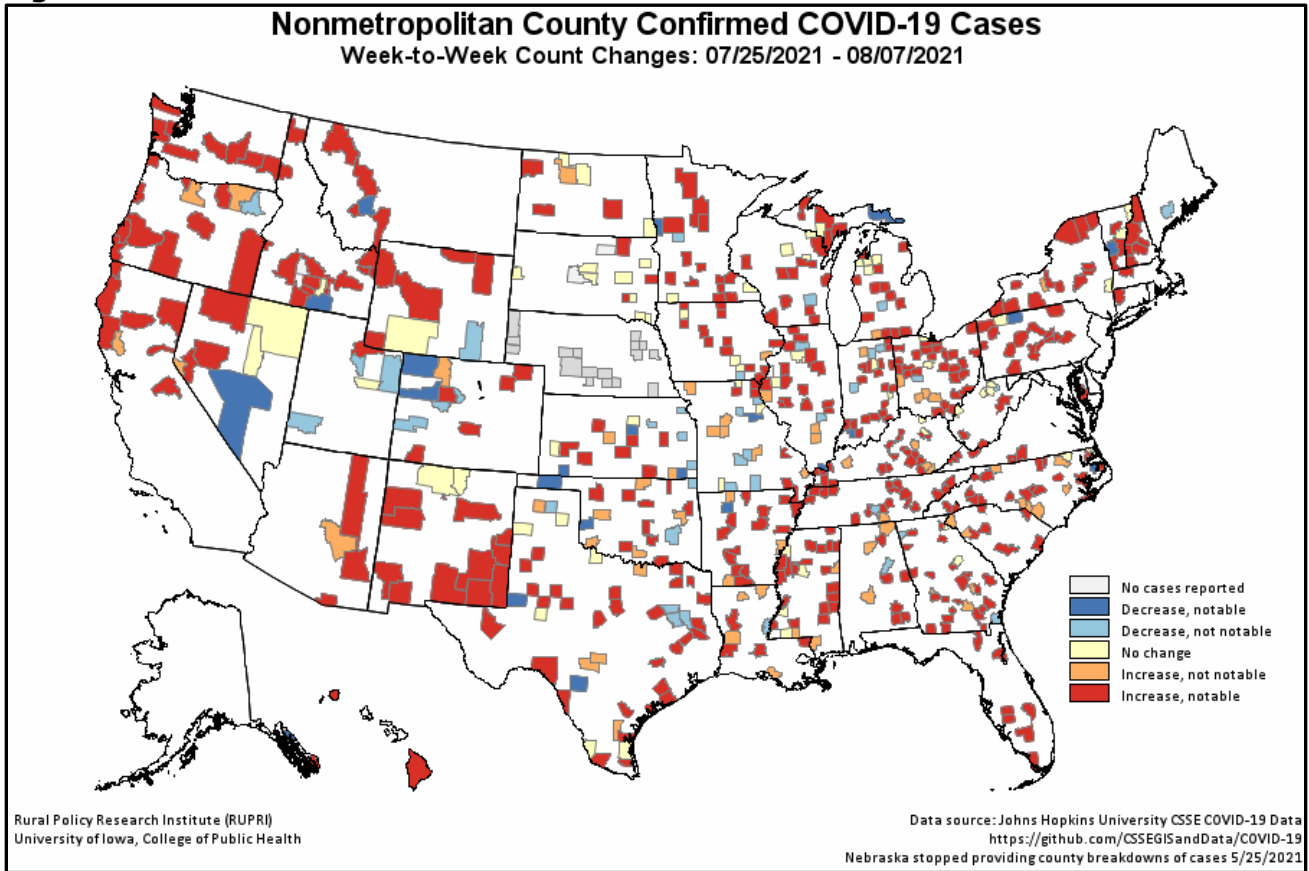 Nonmetropolitan County Confirmed COVID-19 Cases
Week-to-Week Count Changes: 07/25/2021 - 08/07/2021
No cases reported
Decrease, notable
Decrease, not notable
No change
Increase, not notable
Increase, notable
Rural Policy Research Institute (RUPRI)
University of Iowa, College of Public Health
Data source: Johns Hopkins University CSSE COVID-19 Data
https://github.com/CSSEGISandData/COVID-19
Nebraska stopped providing county breakdowns of cases 5/25/2021